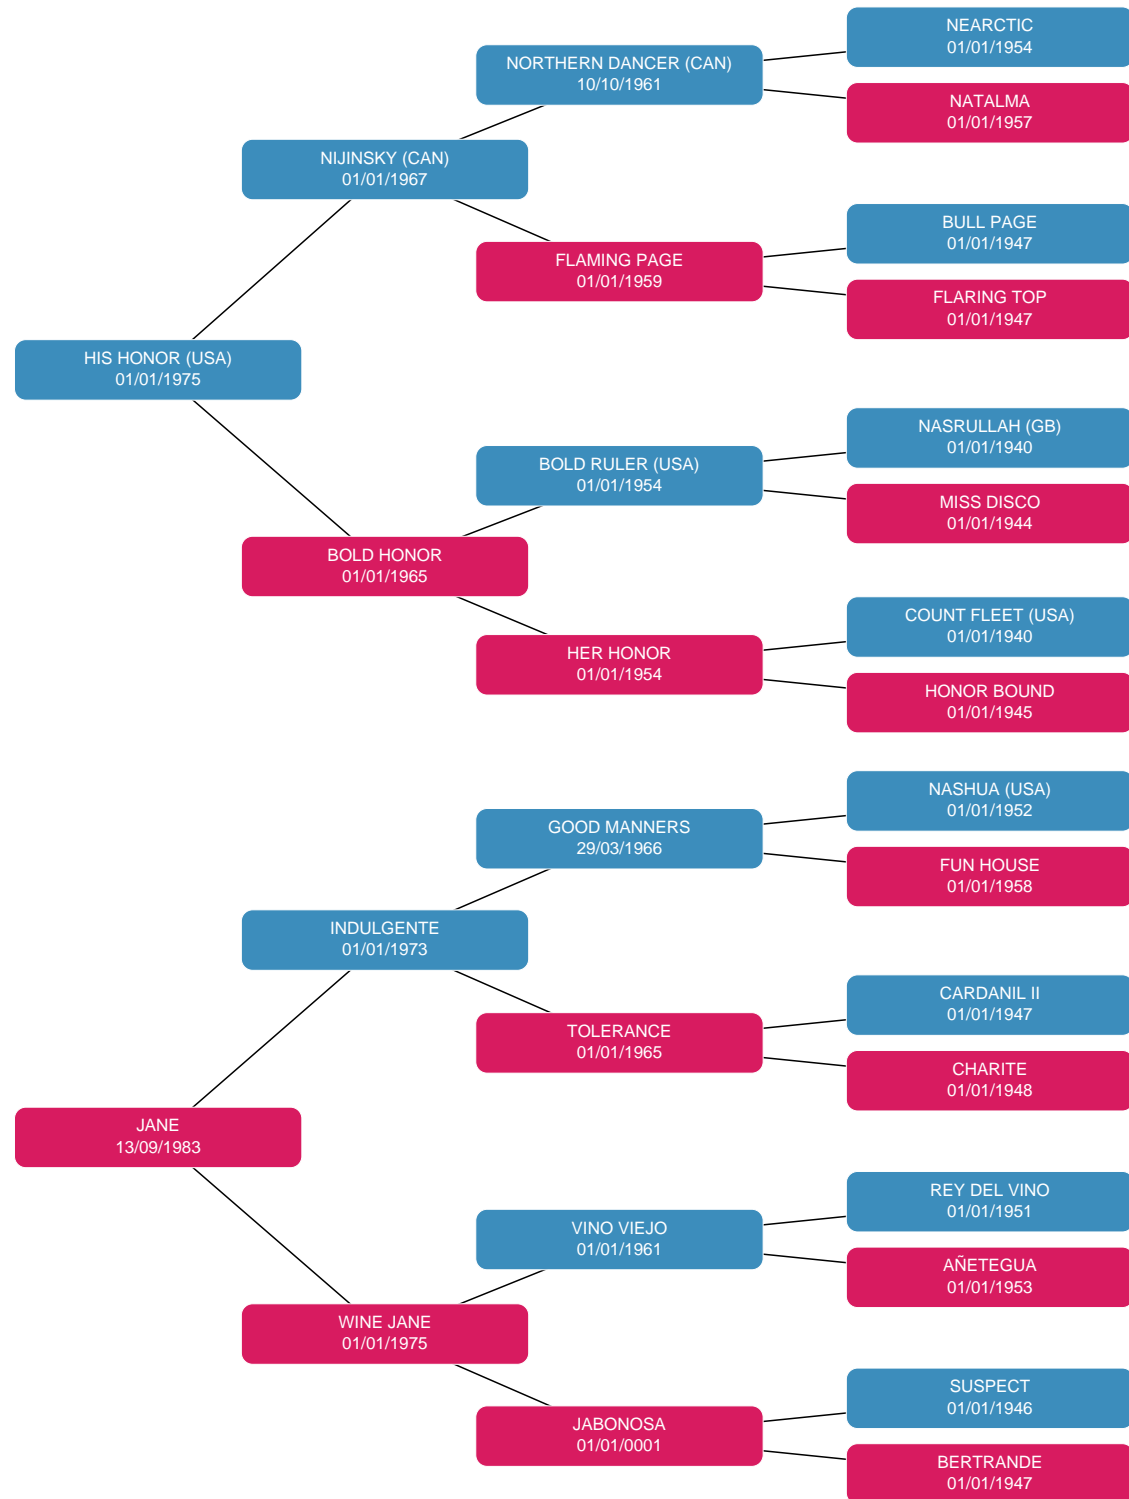 NEARCTIC
01/01/1954
NORTHERN DANCER (CAN)
10/10/1961
NATALMA
01/01/1957
NIJINSKY (CAN)
01/01/1967
BULL PAGE
01/01/1947
FLAMING PAGE
01/01/1959
FLARING TOP
01/01/1947
HIS HONOR (USA)
01/01/1975
NASRULLAH (GB)
01/01/1940
BOLD RULER (USA)
01/01/1954
MISS DISCO
01/01/1944
BOLD HONOR
01/01/1965
COUNT FLEET (USA)
01/01/1940
HER HONOR
01/01/1954
HONOR BOUND
01/01/1945
NASHUA (USA)
01/01/1952
GOOD MANNERS
29/03/1966
FUN HOUSE
01/01/1958
INDULGENTE
01/01/1973
CARDANIL II
01/01/1947
TOLERANCE
01/01/1965
CHARITE
01/01/1948
JANE
13/09/1983
REY DEL VINO
01/01/1951
VINO VIEJO
01/01/1961
AÑETEGUA
01/01/1953
WINE JANE
01/01/1975
SUSPECT
01/01/1946
JABONOSA
01/01/0001
BERTRANDE
01/01/1947